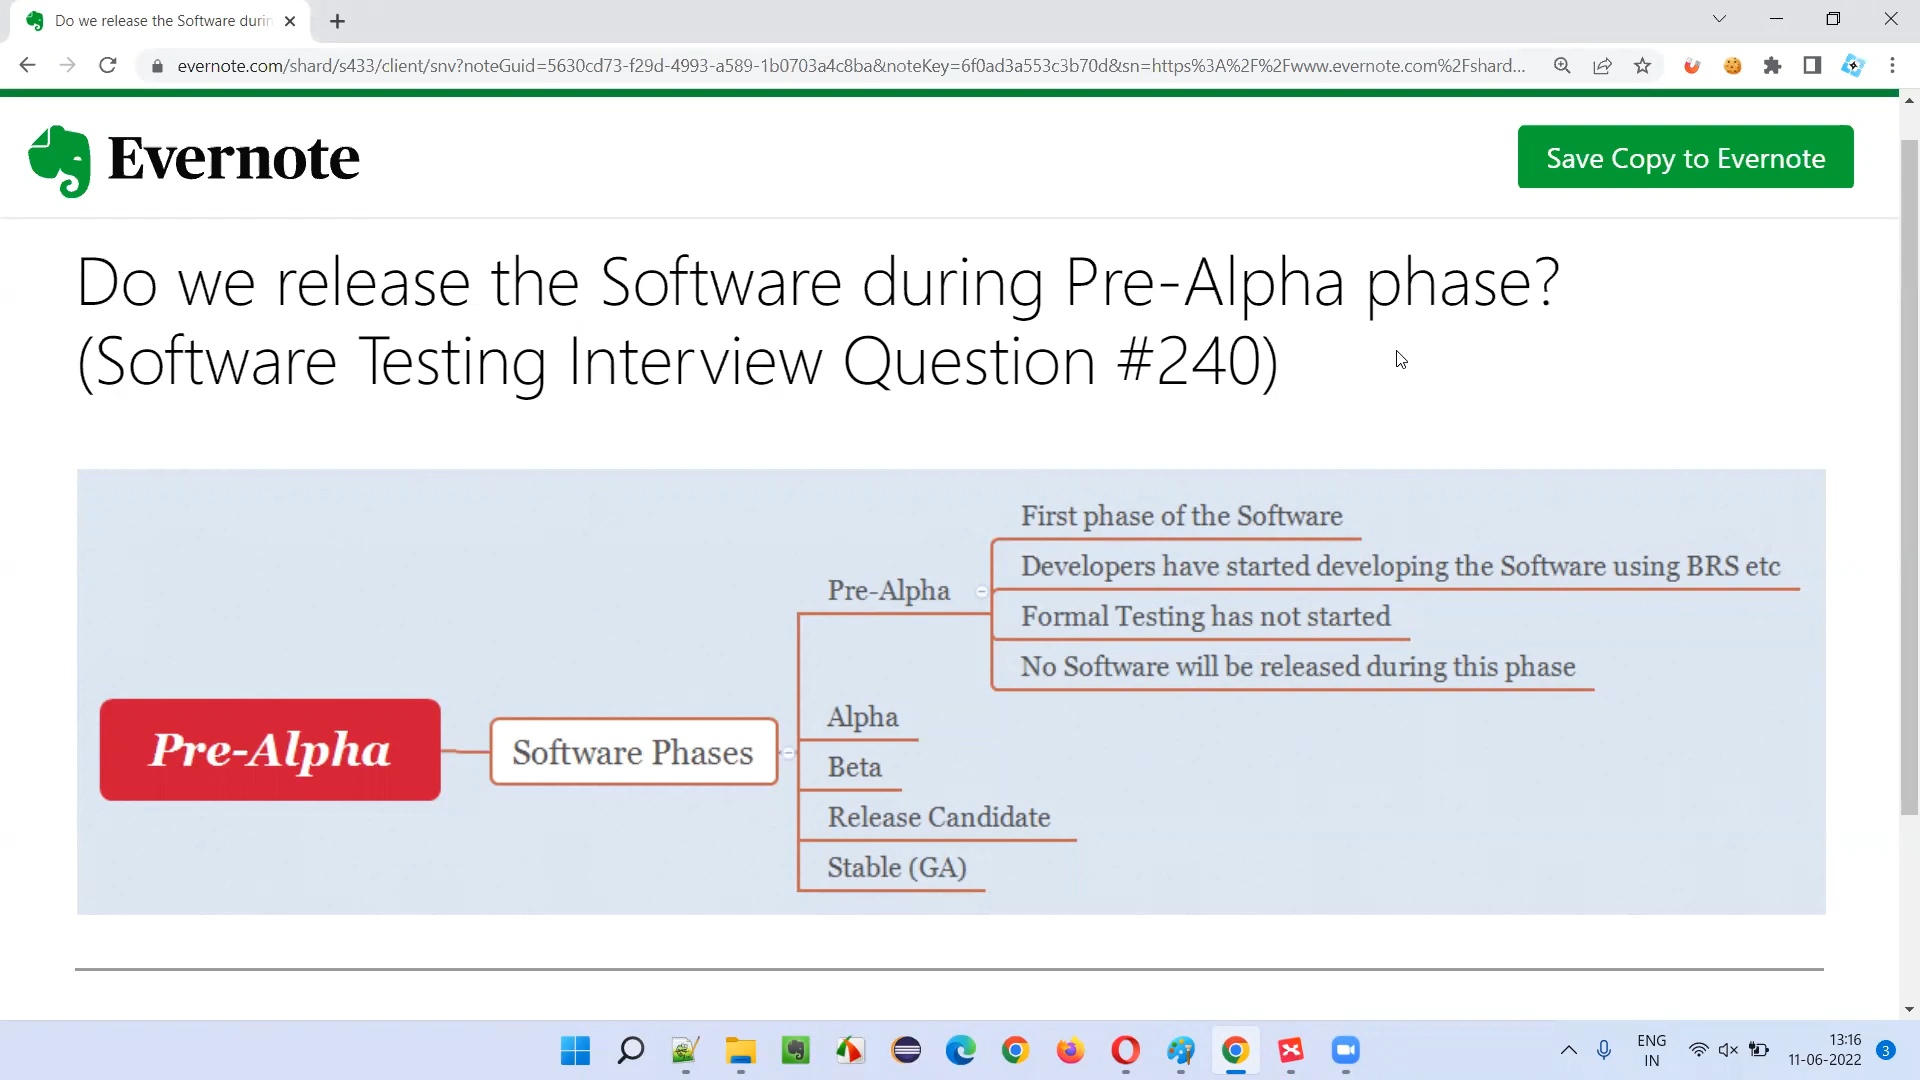 Do we release the Software durin
evernote.com/shard/s433/client/snv?noteGuid=5630cd73-f29d-4993-a589-1b0703a4c8ba&noteKey=6f0ad3a553c3b70d&sn=https%3A%2F%2Fwww.evernote.com%2Fshard...
Evernote
Save Copy to Evernote
Do we release the Software during Pre-Alpha phase?
(Software Testing Interview Question #240)
First phase of the Software
Developers have started developing the Software using BRS etc
Pre-Alpha
Formal Testing has not started
No Software will be released during this phase
Alpha
Pre-Alpha
Software Phases
Beta
Release Candidate
Stable (GA)
ENG
IN
13:16
11-06-2022
3